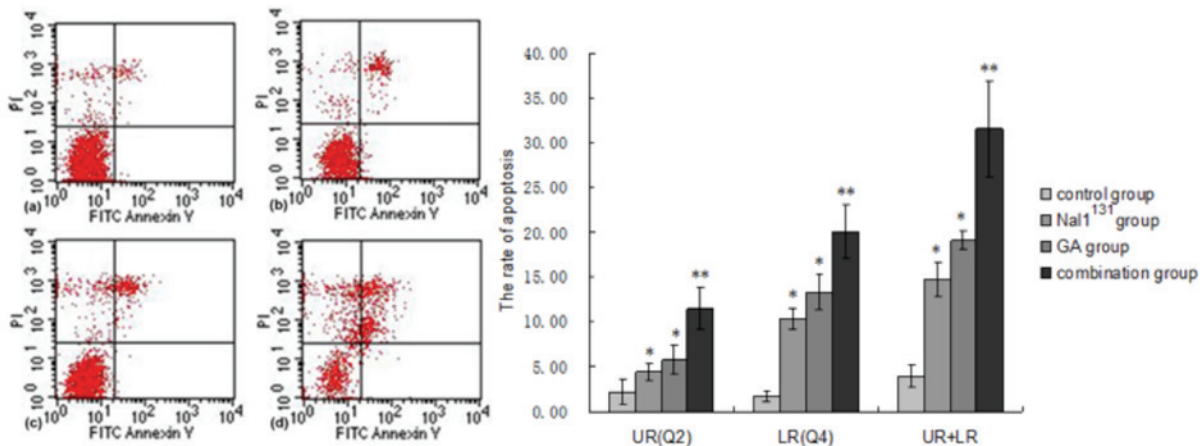 10⁴
10³
10²
10¹
10⁰
PI
10⁰ 10¹ 10² 10³ 10⁴
(a) FITC Annexin Y
10⁴
10³
10²
10¹
10⁰
PI
10⁰ 10¹ 10² 10³ 10⁴
(b) FITC Annexin Y
10⁴
10³
10²
10¹
10⁰
PI
10⁰ 10¹ 10² 10³ 10⁴
(c) FITC Annexin Y
10⁴
10³
10²
10¹
10⁰
PI
10⁰ 10¹ 10² 10³ 10⁴
(d) FITC Annexin Y
The rate of apoptosis
40.00
35.00
30.00
25.00
20.00
15.00
10.00
5.00
0.00
* * **
* * **
* * **
UR(Q2) LR(Q4) UR+LR
control group
Nal1¹³¹ group
GA group
combination group